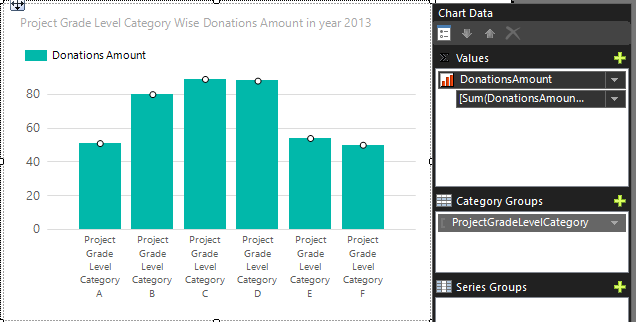 Project Grade Level Category Wise Donations Amount in year 2013
Donations Amount
80
60
40
20
0
Project Grade Level Category A
Project Grade Level Category B
Project Grade Level Category C
Project Grade Level Category D
Project Grade Level Category E
Project Grade Level Category F
Chart Data
Values
DonationsAmount
[Sum(DonationsAmoun...
Category Groups
ProjectGradeLevelCategory
Series Groups